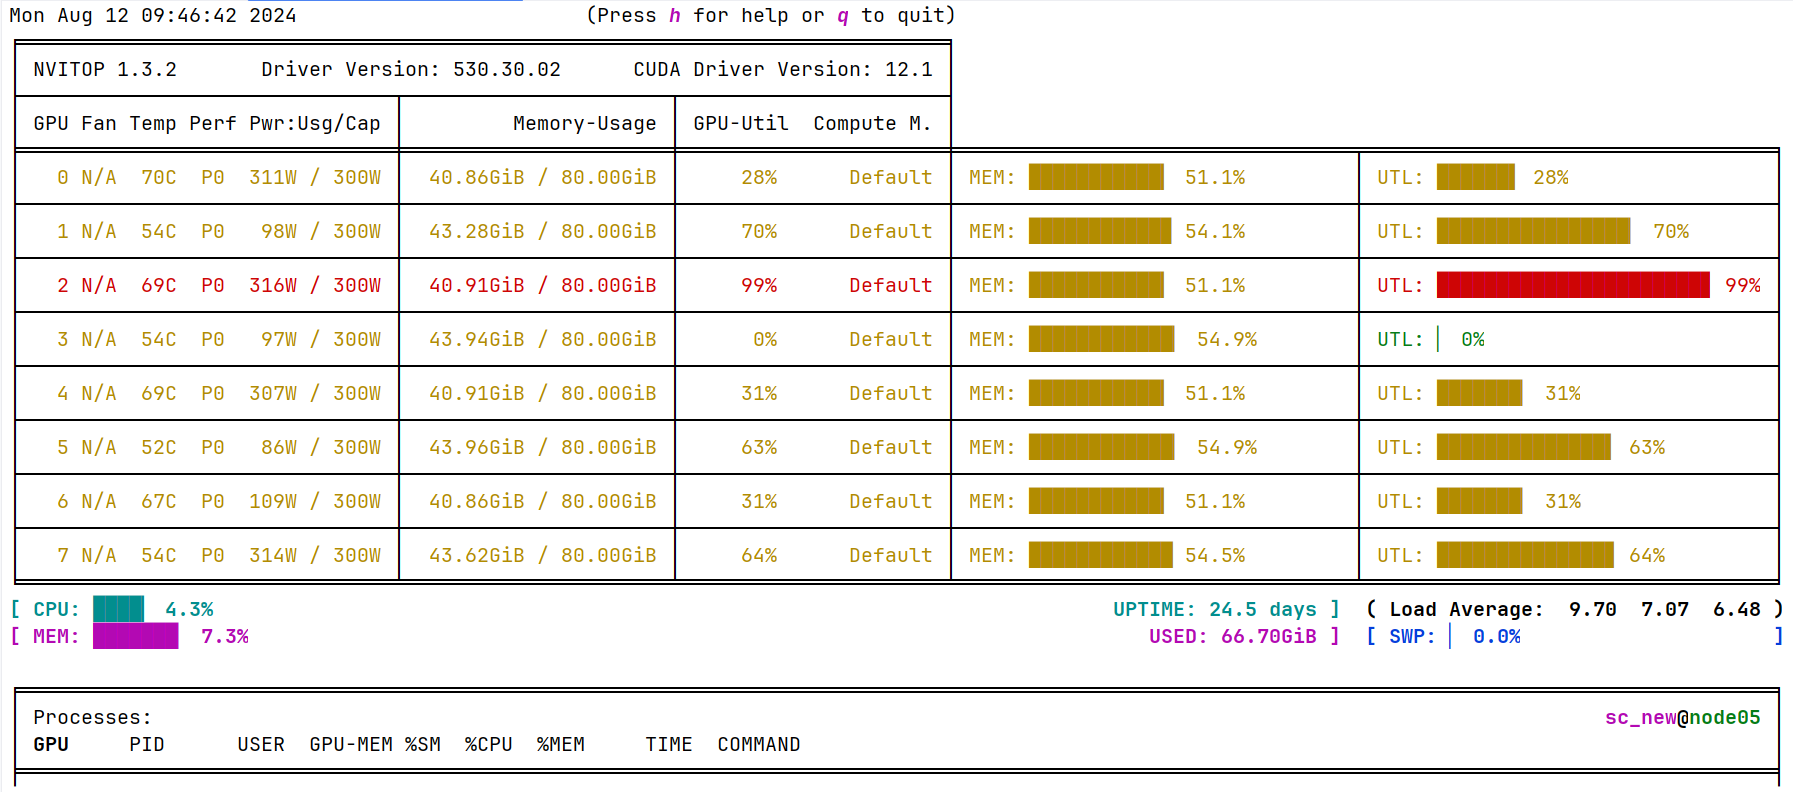 Mon Aug 12 09:46:42 2024 (Press h for help or q to quit)
NVITOP 1.3.2 Driver Version: 530.30.02 CUDA Driver Version: 12.1
GPU Fan Temp Perf Pwr:Usg/Cap Memory-Usage GPU-Util Compute M.
0 N/A 70C P0 311W / 300W 40.86GiB / 80.00GiB 28% Default MEM: 51.1% UTL: 28%
1 N/A 54C P0 98W / 300W 43.28GiB / 80.00GiB 70% Default MEM: 54.1% UTL: 70%
2 N/A 69C P0 316W / 300W 40.91GiB / 80.00GiB 99% Default MEM: 51.1% UTL: 99%
3 N/A 54C P0 97W / 300W 43.94GiB / 80.00GiB 0% Default MEM: 54.9% UTL: 0%
4 N/A 69C P0 307W / 300W 40.91GiB / 80.00GiB 31% Default MEM: 51.1% UTL: 31%
5 N/A 52C P0 86W / 300W 43.96GiB / 80.00GiB 63% Default MEM: 54.9% UTL: 63%
6 N/A 67C P0 109W / 300W 40.86GiB / 80.00GiB 31% Default MEM: 51.1% UTL: 31%
7 N/A 54C P0 314W / 300W 43.62GiB / 80.00GiB 64% Default MEM: 54.5% UTL: 64%
[ CPU: 4.3% UPTIME: 24.5 days ] ( Load Average: 9.70 7.07 6.48 )
[ MEM: 7.3% USED: 66.70GiB ] [ SWP: 0.0% ]
Processes: sc_new@node05
GPU PID USER GPU-MEM %SM %CPU %MEM TIME COMMAND